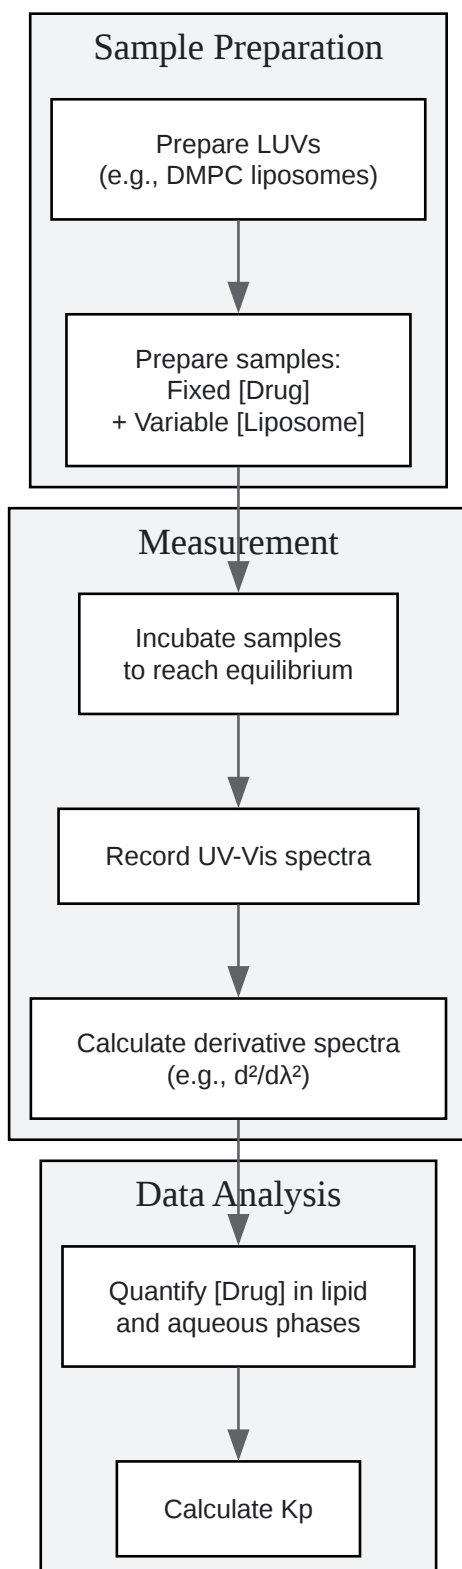 Sample Preparation
Prepare LUVs
(e.g., DMPC liposomes)
Prepare samples:
Fixed [Drug]
+ Variable [Liposome]
Measurement
Incubate samples
to reach equilibrium
Record UV-Vis spectra
Calculate derivative spectra
(e.g., d²/dλ²)
Data Analysis
Quantify [Drug] in lipid
and aqueous phases
Calculate Kp